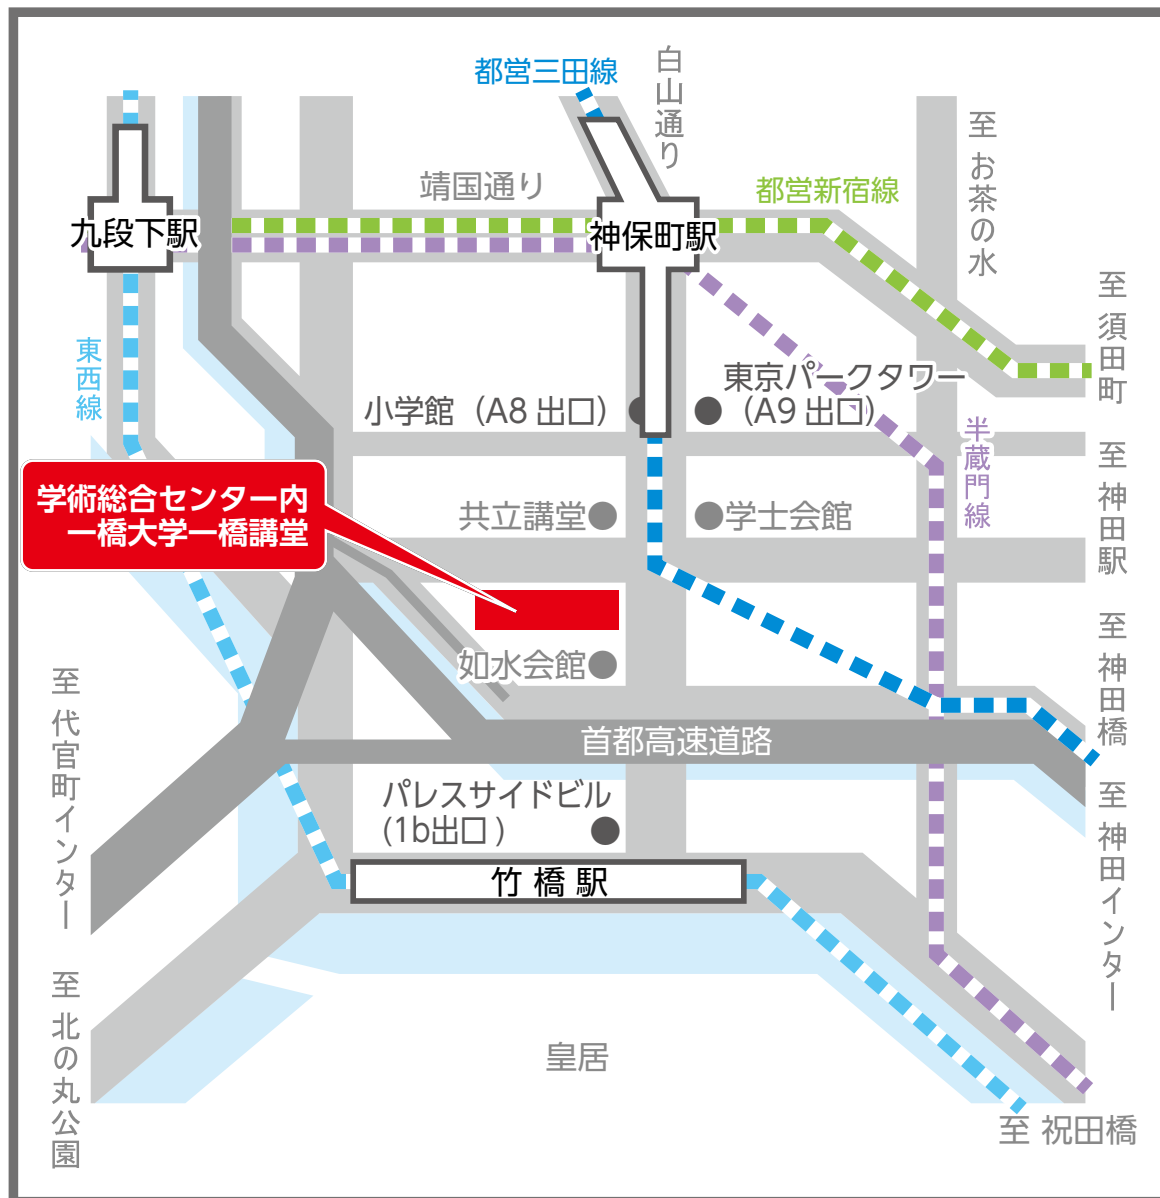 都営三田線
白山通り
靖国通り
都営新宿線
至 お茶の水
九段下駅
神保町駅
至 須田町
東西線
東京パークタワー
(A9 出口)
小学館 (A8 出口)
半蔵門線
至 神田駅
学術総合センター内
一橋大学一橋講堂
共立講堂
学士会館
如水会館
至 神田橋
至 代官町インター
首都高速道路
パレスサイドビル
(1b出口)
至 神田インター
竹橋駅
至 北の丸公園
皇居
至 祝田橋